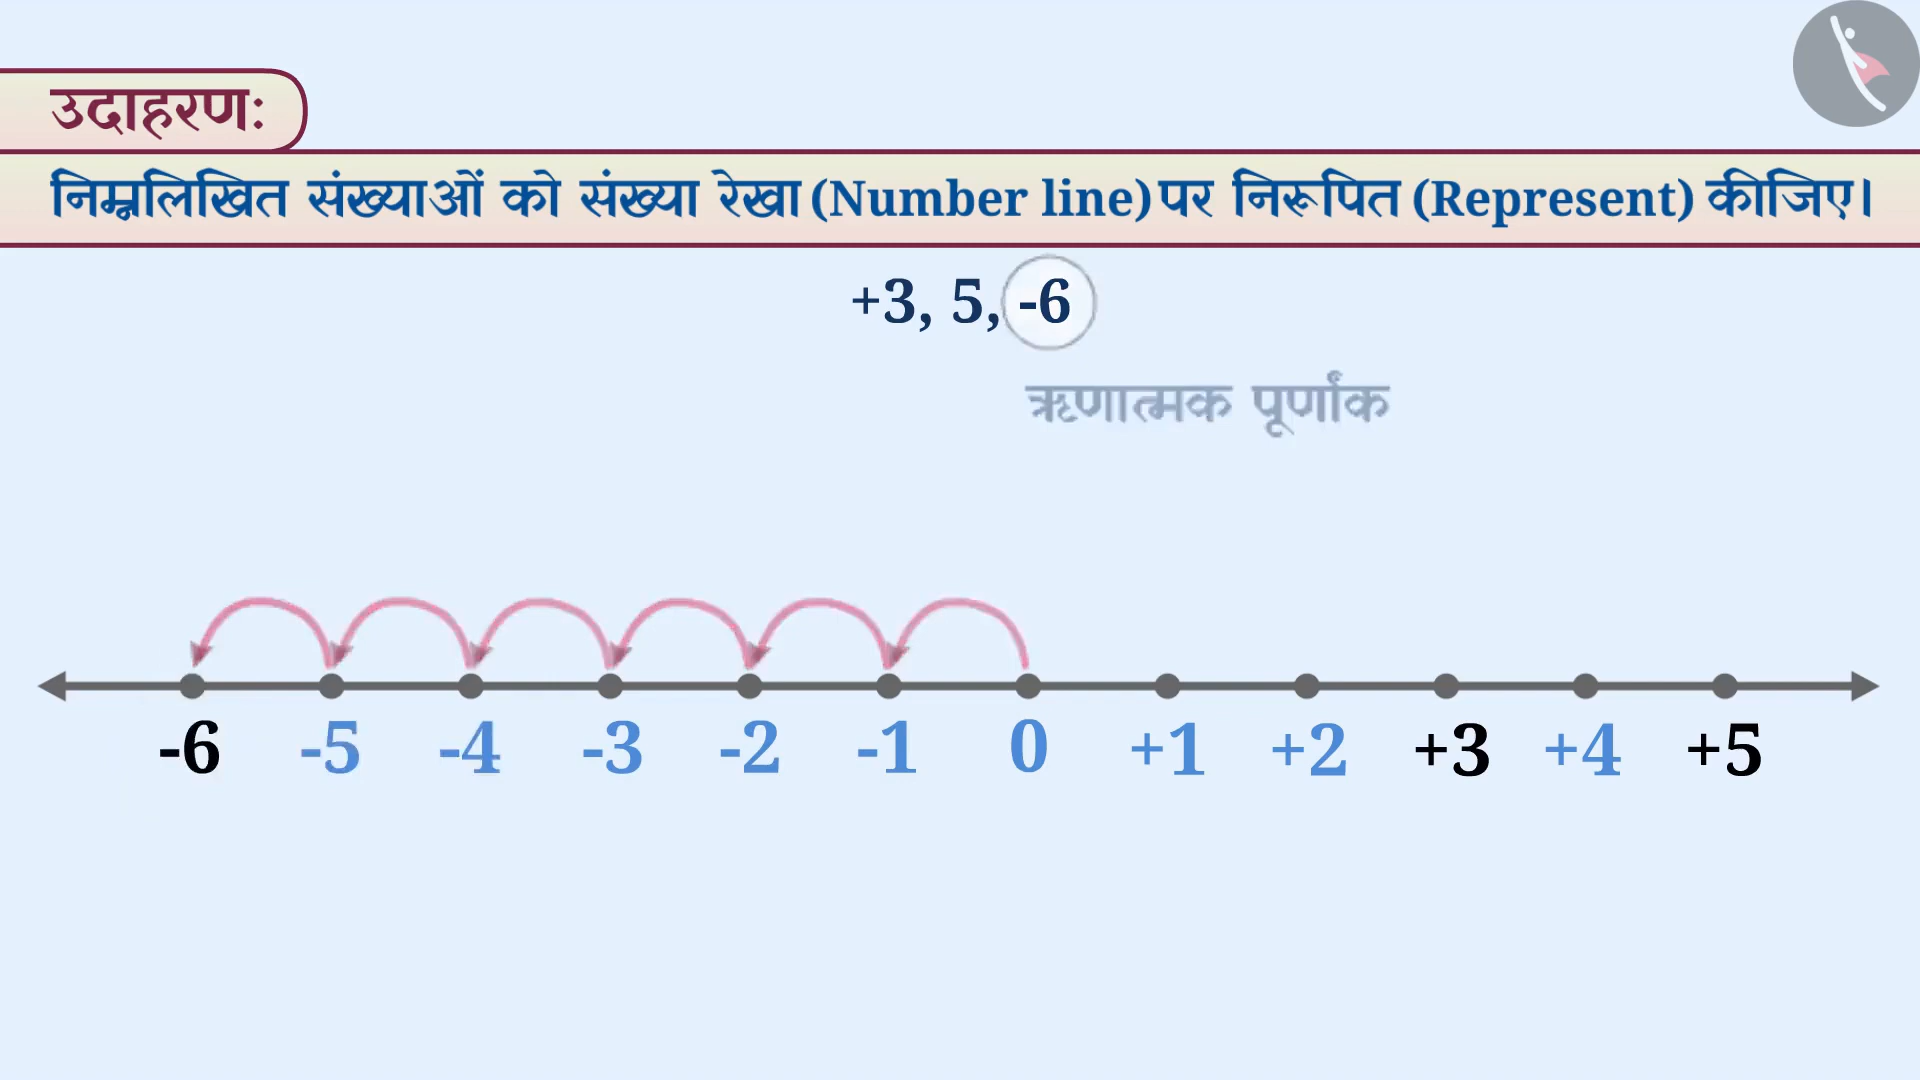 उदाहरणः
निम्नलिखित संख्याओं को संख्या रेखा (Number line) पर निरूपित (Represent) कीजिए।
+3, 5, -6
ऋणात्मक पूर्णांक
-6 -5 -4 -3 -2 -1 0 +1 +2 +3 +4 +5